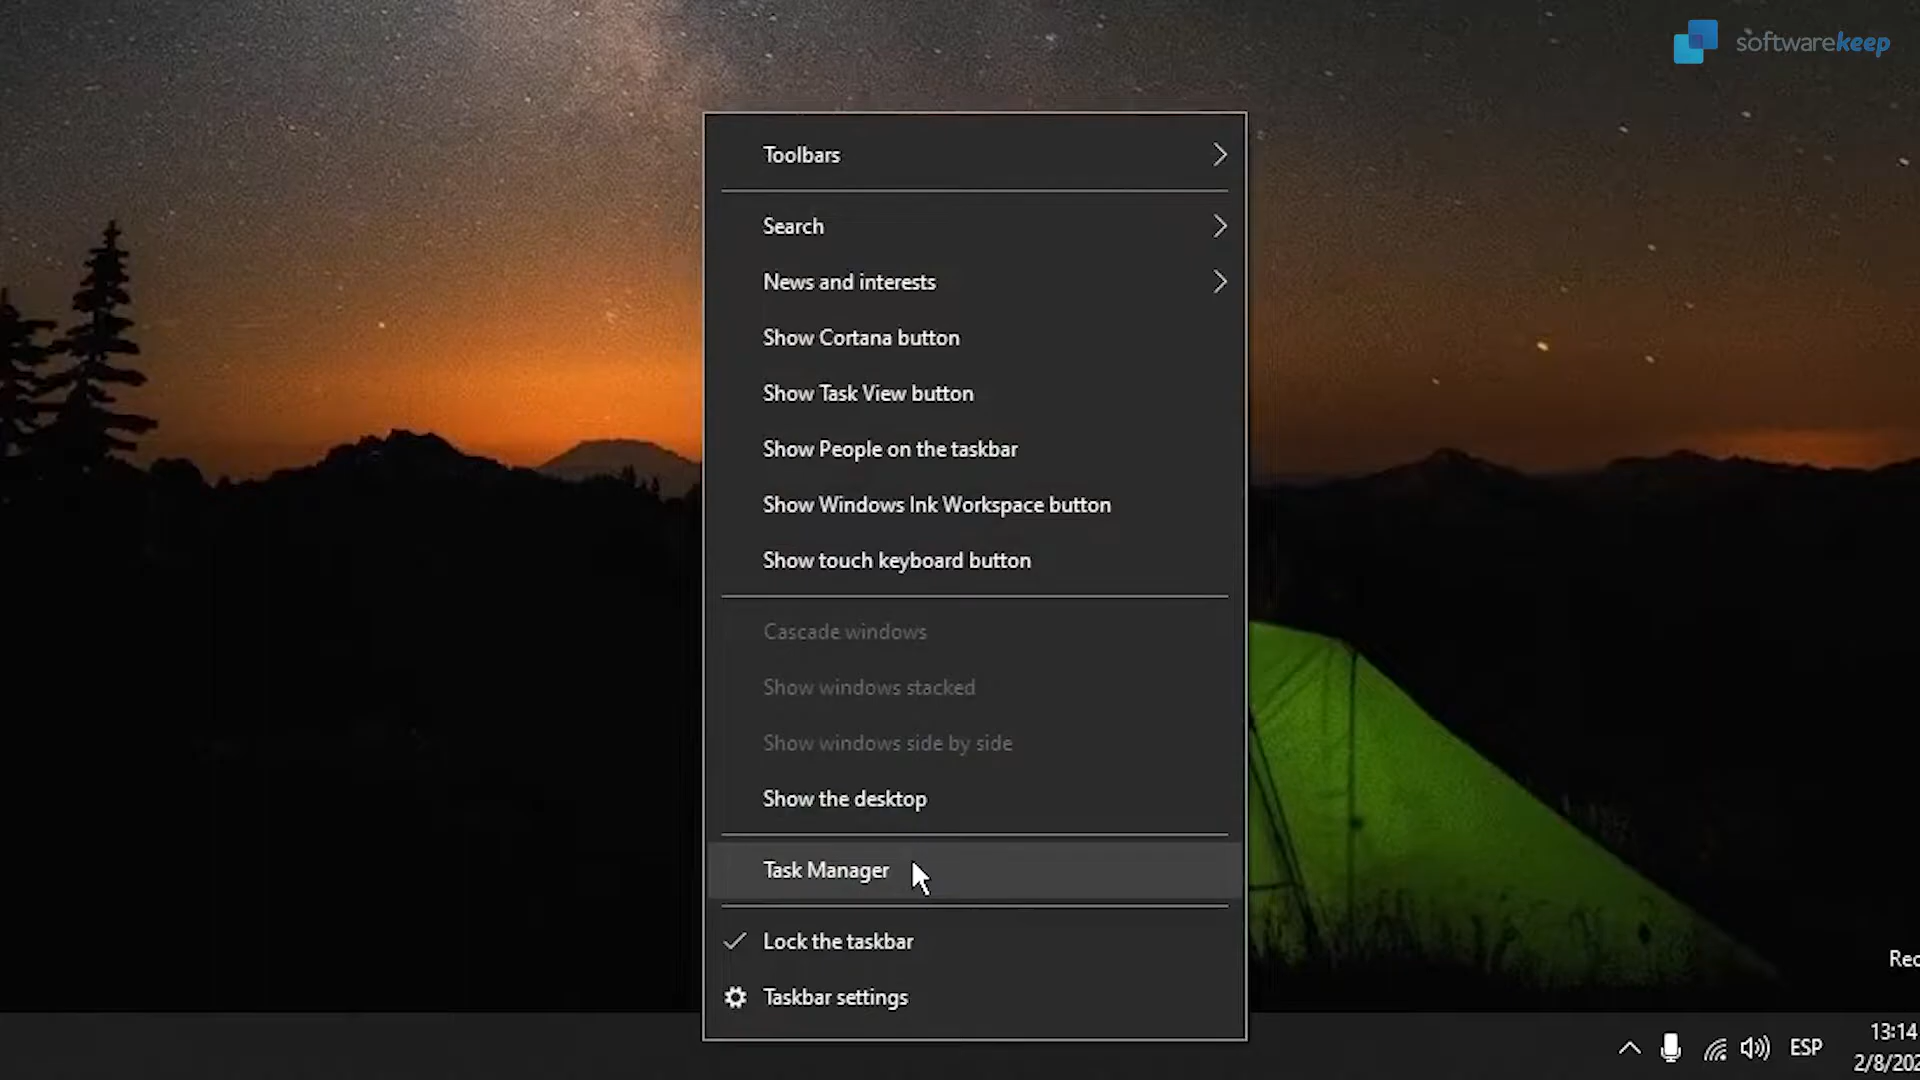 softwarekeep
Toolbars
Search
News and interests
Show Cortana button
Show Task View button
Show People on the taskbar
Show Windows Ink Workspace button
Show touch keyboard button
Cascade windows
Show windows stacked
Show windows side by side
Show the desktop
Task Manager
Lock the taskbar
Taskbar settings
Rec
ESP
13:14
2/8/202